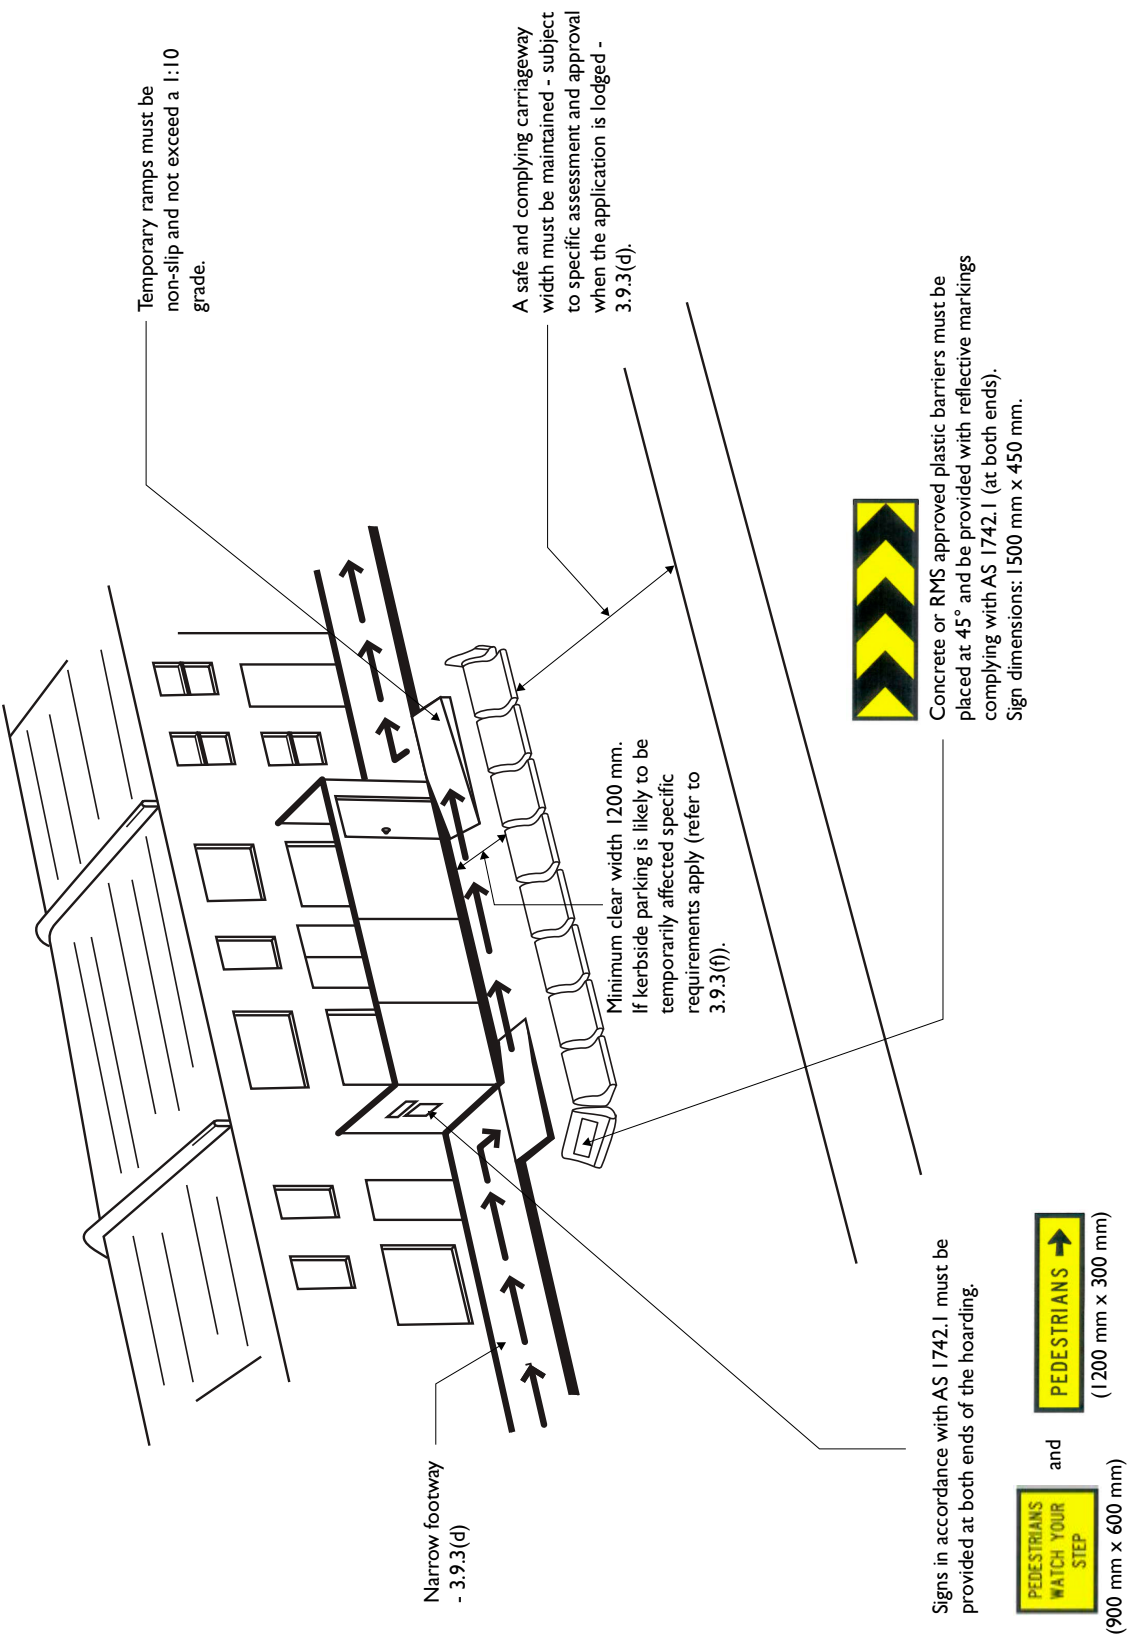 Temporary ramps must be
non-slip and not exceed a 1:10
grade.
A safe and complying carriageway
width must be maintained - subject
to specific assessment and approval
when the application is lodged -
3.9.3(d).
Narrow footway
- 3.9.3(d)
Minimum clear width 1200 mm.
If kerbside parking is likely to be
temporarily affected specific
requirements apply (refer to
3.9.3(f)).
Concrete or RMS approved plastic barriers must be
placed at 45° and be provided with reflective markings
complying with AS 1742.1 (at both ends).
Sign dimensions: 1500 mm x 450 mm.
Signs in accordance with AS 1742.1 must be
provided at both ends of the hoarding.
PEDESTRIANS
WATCH YOUR
STEP
(900 mm x 600 mm)
and
PEDESTRIANS
(1200 mm x 300 mm)